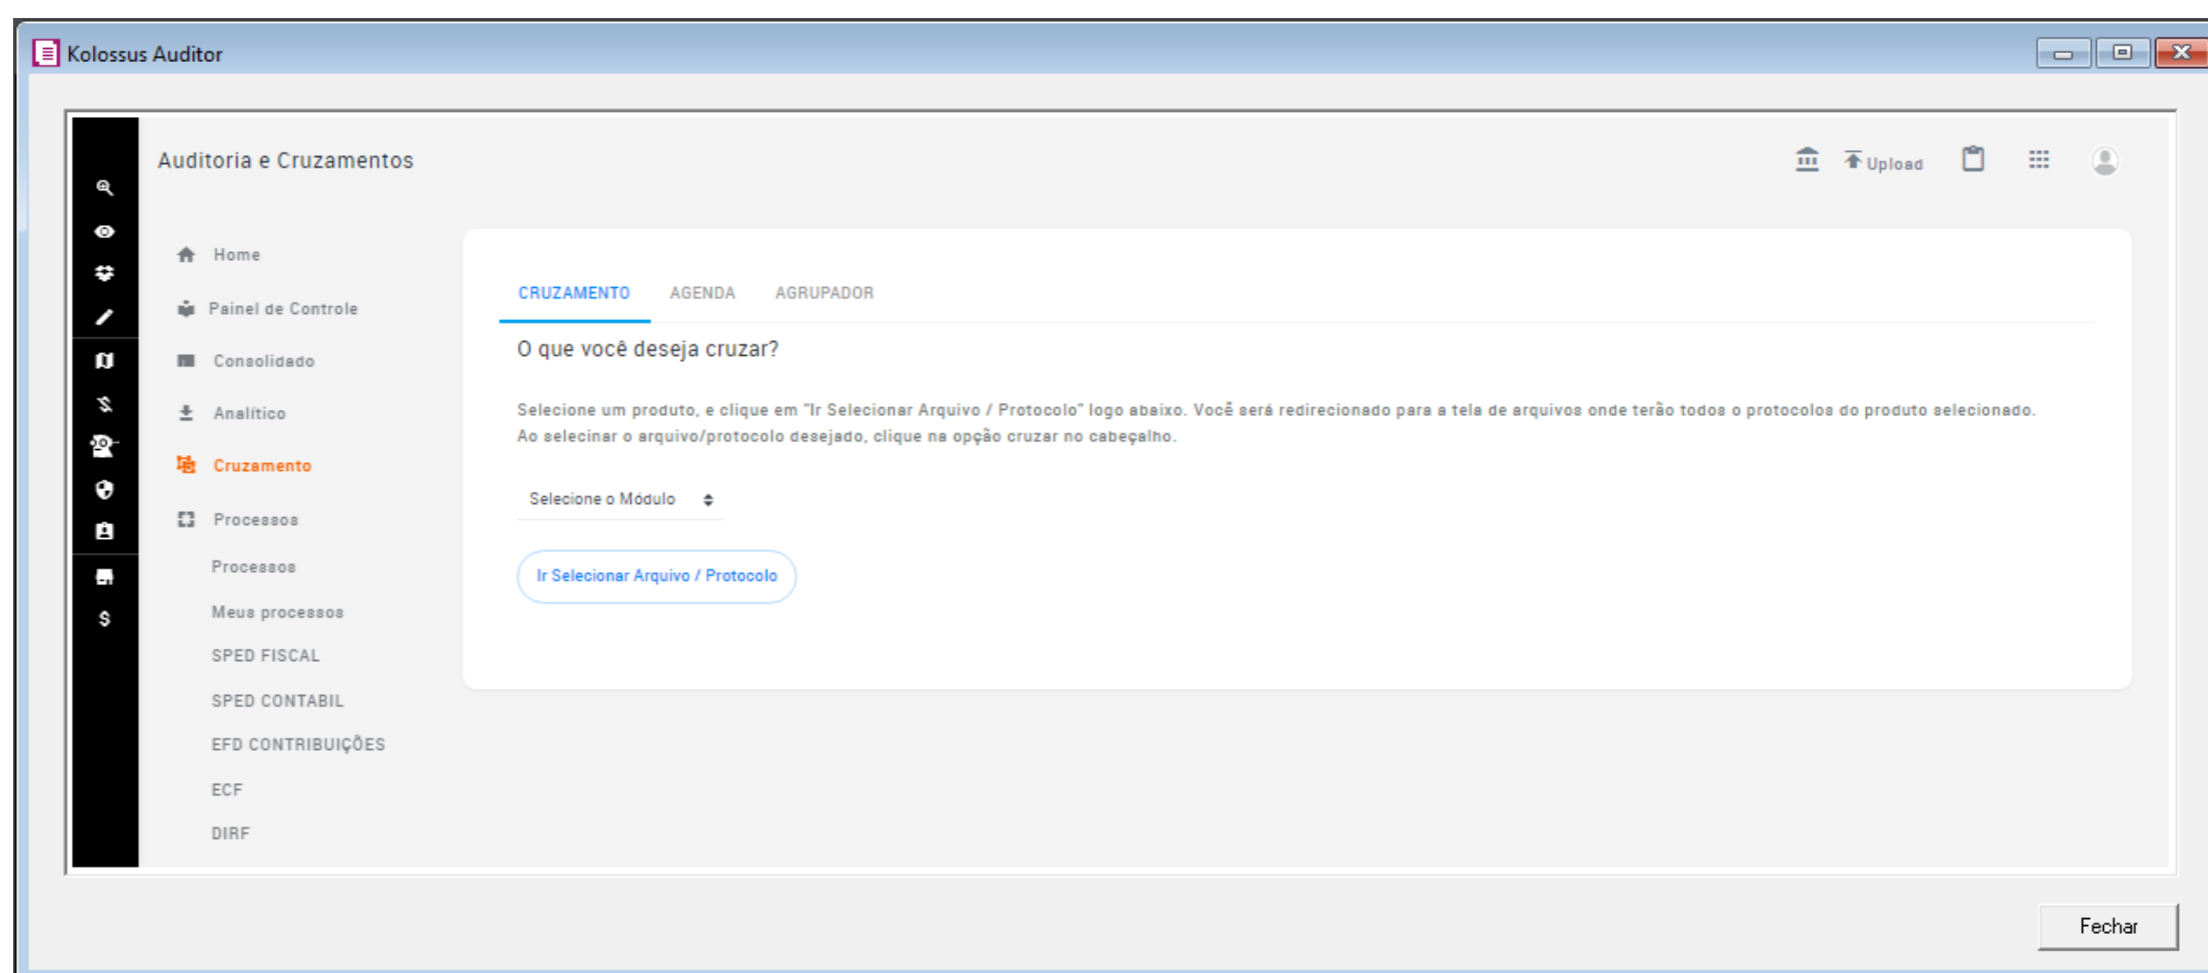 Kolossus Auditor
Auditoria e Cruzamentos
Upload
Home
Painel de Controle
Consolidado
Analítico
Cruzamento
Processos
Processos
Meus processos
SPED FISCAL
SPED CONTABIL
EFD CONTRIBUIÇÕES
ECF
DIRF
CRUZAMENTO AGENDA AGRUPADOR
O que você deseja cruzar?
Selecione um produto, e clique em "Ir Selecionar Arquivo / Protocolo" logo abaixo. Você será redirecionado para a tela de arquivos onde terão todos o protocolos do produto selecionado.
Ao selecinar o arquivo/protocolo desejado, clique na opção cruzar no cabeçalho.
Selecione o Módulo
Ir Selecionar Arquivo / Protocolo
Fechar